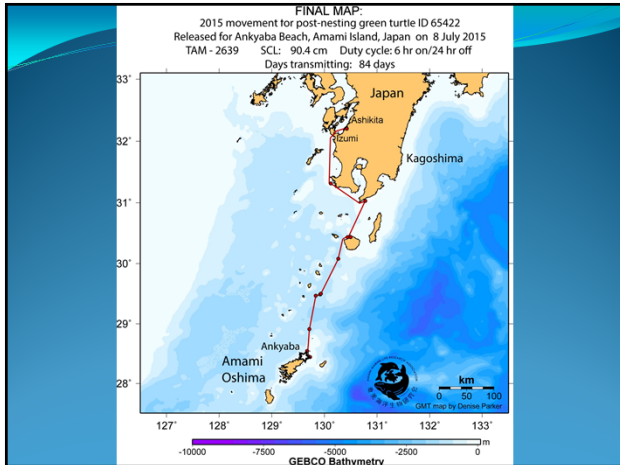 FINAL MAP:
2015 movement for post-nesting green turtle ID 65422
Released for Ankyaba Beach, Amami Island, Japan on 8 July 2015
TAM - 2639 SCL: 90.4 cm Duty cycle: 6 hr on/24 hr off
Days transmitting: 84 days
33˚
32˚
31˚
30˚
29˚
28˚
Japan
Ashikita
Izumi
Kagoshima
Ankyaba
Amami
Oshima
km
0 50 100
GMT map by Denise Parker
127˚ 128˚ 129˚ 130˚ 131˚ 132˚ 133˚
m
-10000 -7500 -5000 -2500 0
GEBCO Bathymetry